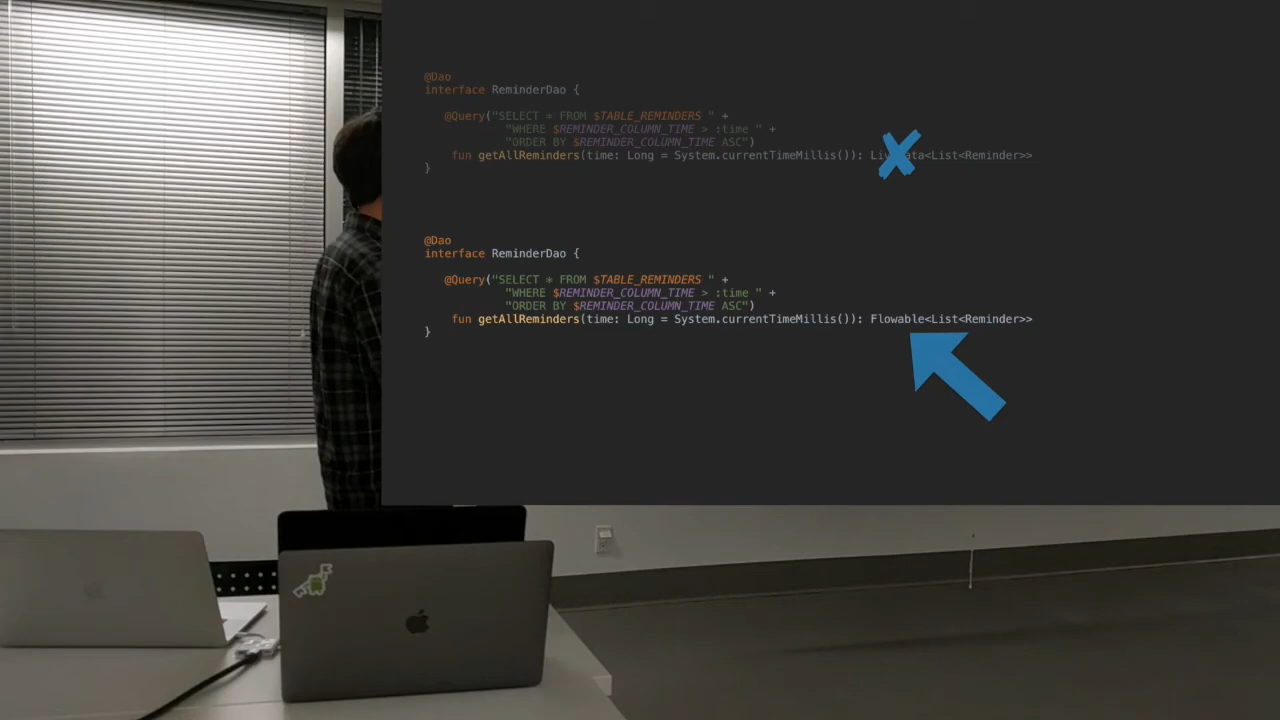 @Dao
interface ReminderDao {
@Query("SELECT * FROM $TABLE_REMINDERS " +
"WHERE $REMINDER_COLUMN_TIME > :time " +
"ORDER BY $REMINDER_COLUMN_TIME ASC")
fun getAllReminders(time: Long = System.currentTimeMillis()): <List<Reminder>>
}
@Dao
interface ReminderDao {
@Query("SELECT * FROM $TABLE_REMINDERS " +
"WHERE $REMINDER_COLUMN_TIME > :time " +
"ORDER BY $REMINDER_COLUMN_TIME ASC")
fun getAllReminders(time: Long = System.currentTimeMillis()): Flowable<List<Reminder>>
}